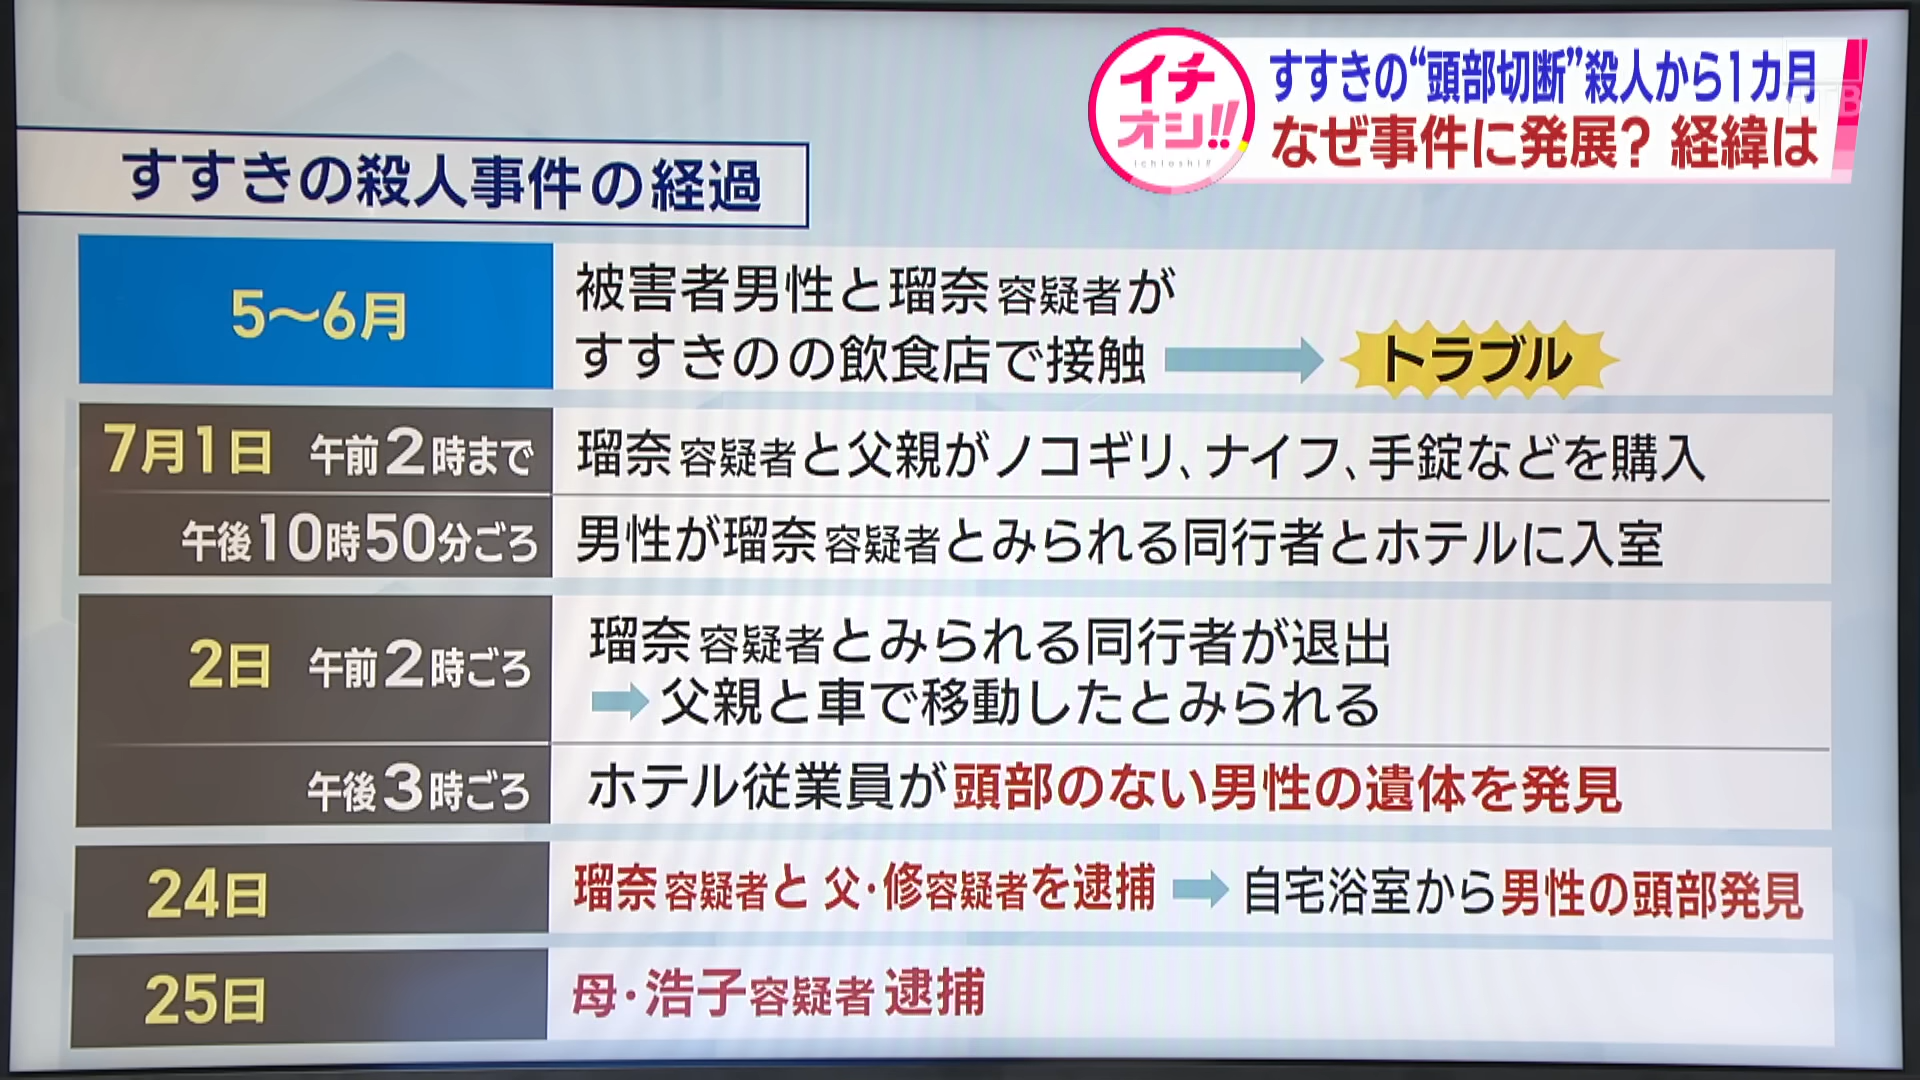 イチ
オシ!!
ichioshi#
すすきの“頭部切断”殺人から1カ月
なぜ事件に発展? 経緯は
すすきの殺人事件の経過
5〜6月
被害者男性と瑠奈容疑者が
すすきのの飲食店で接触
トラブル
7月1日 午前2時まで
瑠奈容疑者と父親がノコギリ、ナイフ、手錠などを購入
午後10時50分ごろ
男性が瑠奈容疑者とみられる同行者とホテルに入室
2日 午前2時ごろ
瑠奈容疑者とみられる同行者が退出
父親と車で移動したとみられる
午後3時ごろ
ホテル従業員が頭部のない男性の遺体を発見
24日
瑠奈容疑者と 父・修容疑者を逮捕
自宅浴室から男性の頭部発見
25日
母・浩子容疑者 逮捕